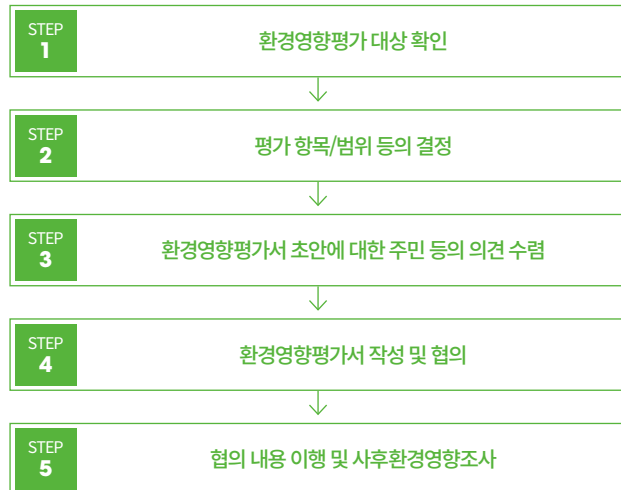 STEP
1
환경영향평가 대상 확인
STEP
2
평가 항목/범위 등의 결정
STEP
3
환경영향평가서 초안에 대한 주민 등의 의견 수렴
STEP
4
환경영향평가서 작성 및 협의
STEP
5
협의 내용 이행 및 사후환경영향조사